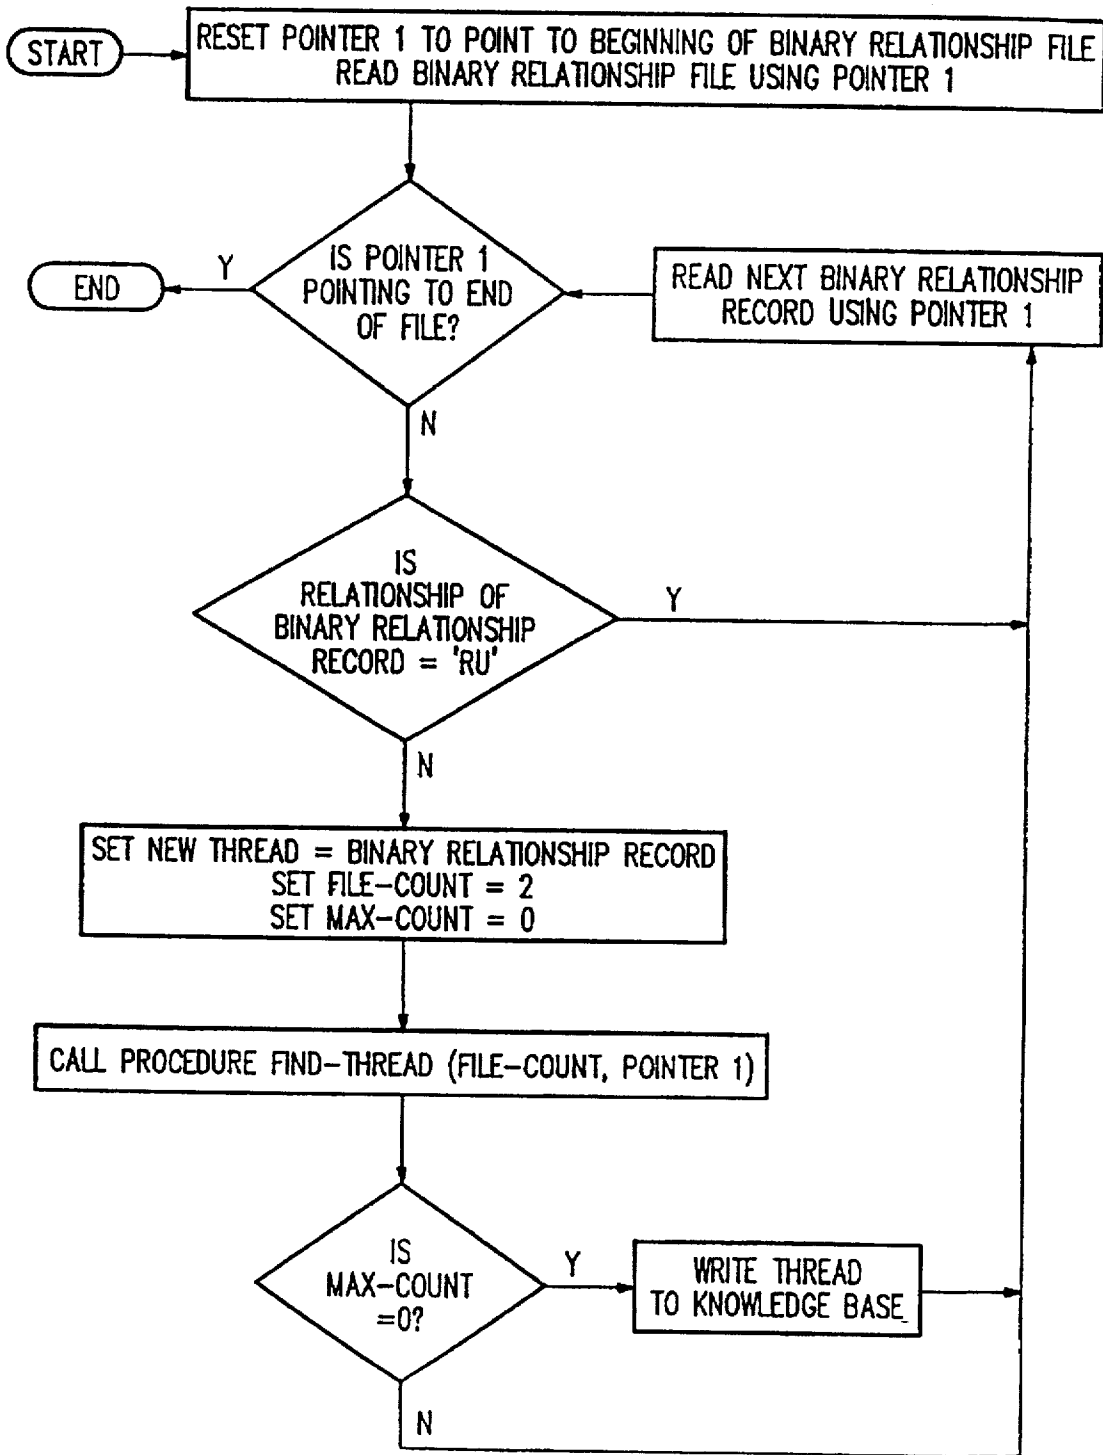 START
RESET POINTER 1 TO POINT TO BEGINNING OF BINARY RELATIONSHIP FILE
READ BINARY RELATIONSHIP FILE USING POINTER 1
IS POINTER 1
POINTING TO END
OF FILE?
Y
END
READ NEXT BINARY RELATIONSHIP
RECORD USING POINTER 1
N
IS
RELATIONSHIP OF
BINARY RELATIONSHIP
RECORD = 'RU'
Y
N
SET NEW THREAD = BINARY RELATIONSHIP RECORD
SET FILE-COUNT = 2
SET MAX-COUNT = 0
CALL PROCEDURE FIND-THREAD (FILE-COUNT, POINTER 1)
IS
MAX-COUNT
=0?
Y
WRITE THREAD
TO KNOWLEDGE BASE
N